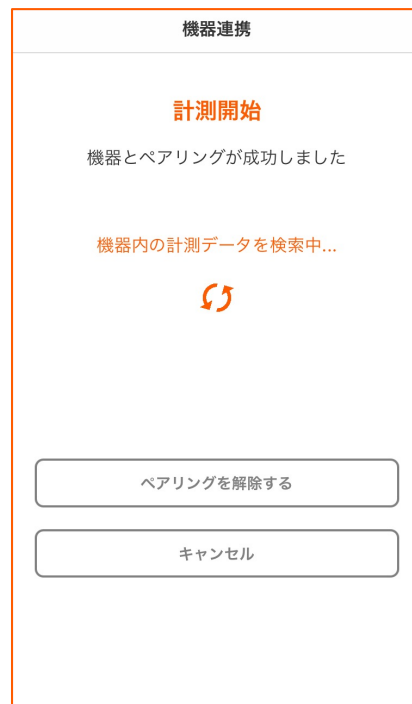 機器連携
計測開始
機器とペアリングが成功しました
機器内の計測データを検索中...
ペアリングを解除する
キャンセル